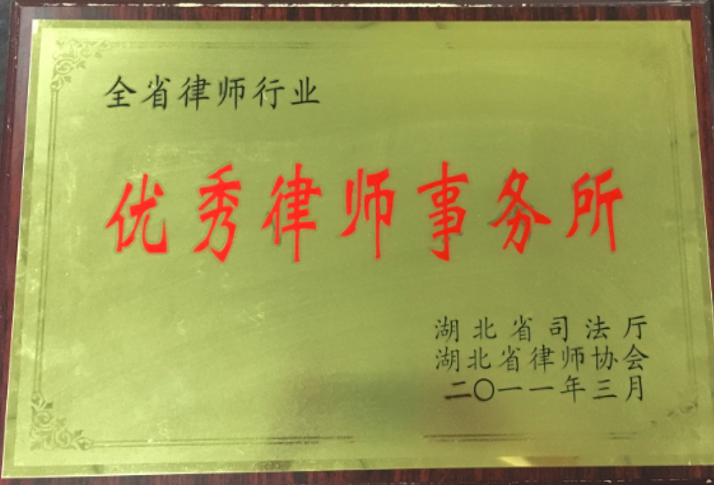 全省律师行业
优秀律师事务所
湖北省司法厅
湖北省律师协会
二〇一一年三月